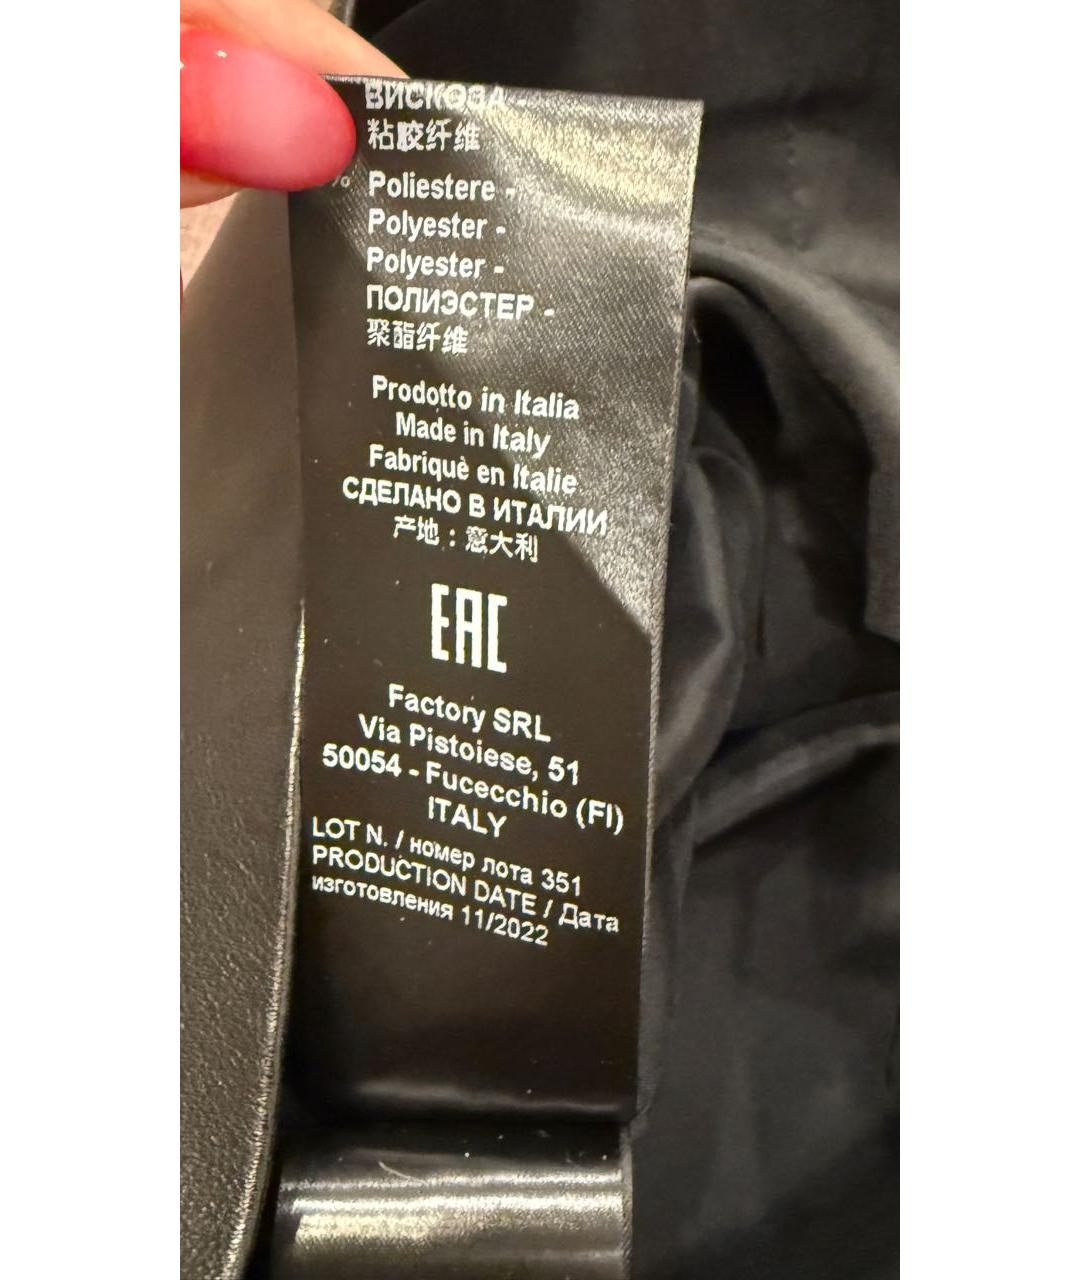 ВИСКОЗА -
粘胶纤维
% Poliestere -
Polyester -
Polyester -
ПОЛИЭСТЕР -
聚酯纤维
Prodotto in Italia
Made in Italy
Fabriquè en Italie
СДЕЛАНО В ИТАЛИИ
产地：意大利
EAC
Factory SRL
Via Pistoiese, 51
50054 - Fucecchio (FI)
ITALY
LOT N. / номер лота 351
PRODUCTION DATE / Дата
изготовления 11/2022